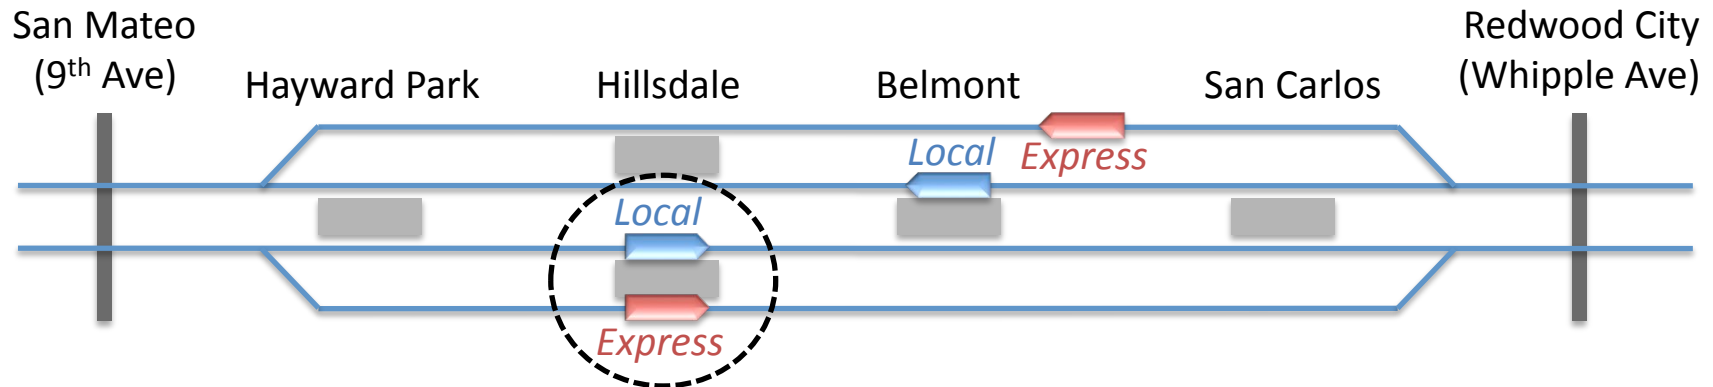 San Mateo
(9th Ave)
Hayward Park
Hillsdale
Belmont
San Carlos
Redwood City
(Whipple Ave)
Local
Express
Local
Express